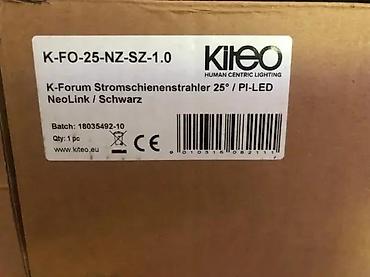 K-FO-25-NZ-SZ-1.0
Kiteo
HUMAN CENTRIC LIGHTING
K-Forum Stromschienenstrahler 25° / PI-LED
NeoLink / Schwarz
Batch: 18035492-10
Qty: 1 pc
www.kiteo.eu
9010316082111